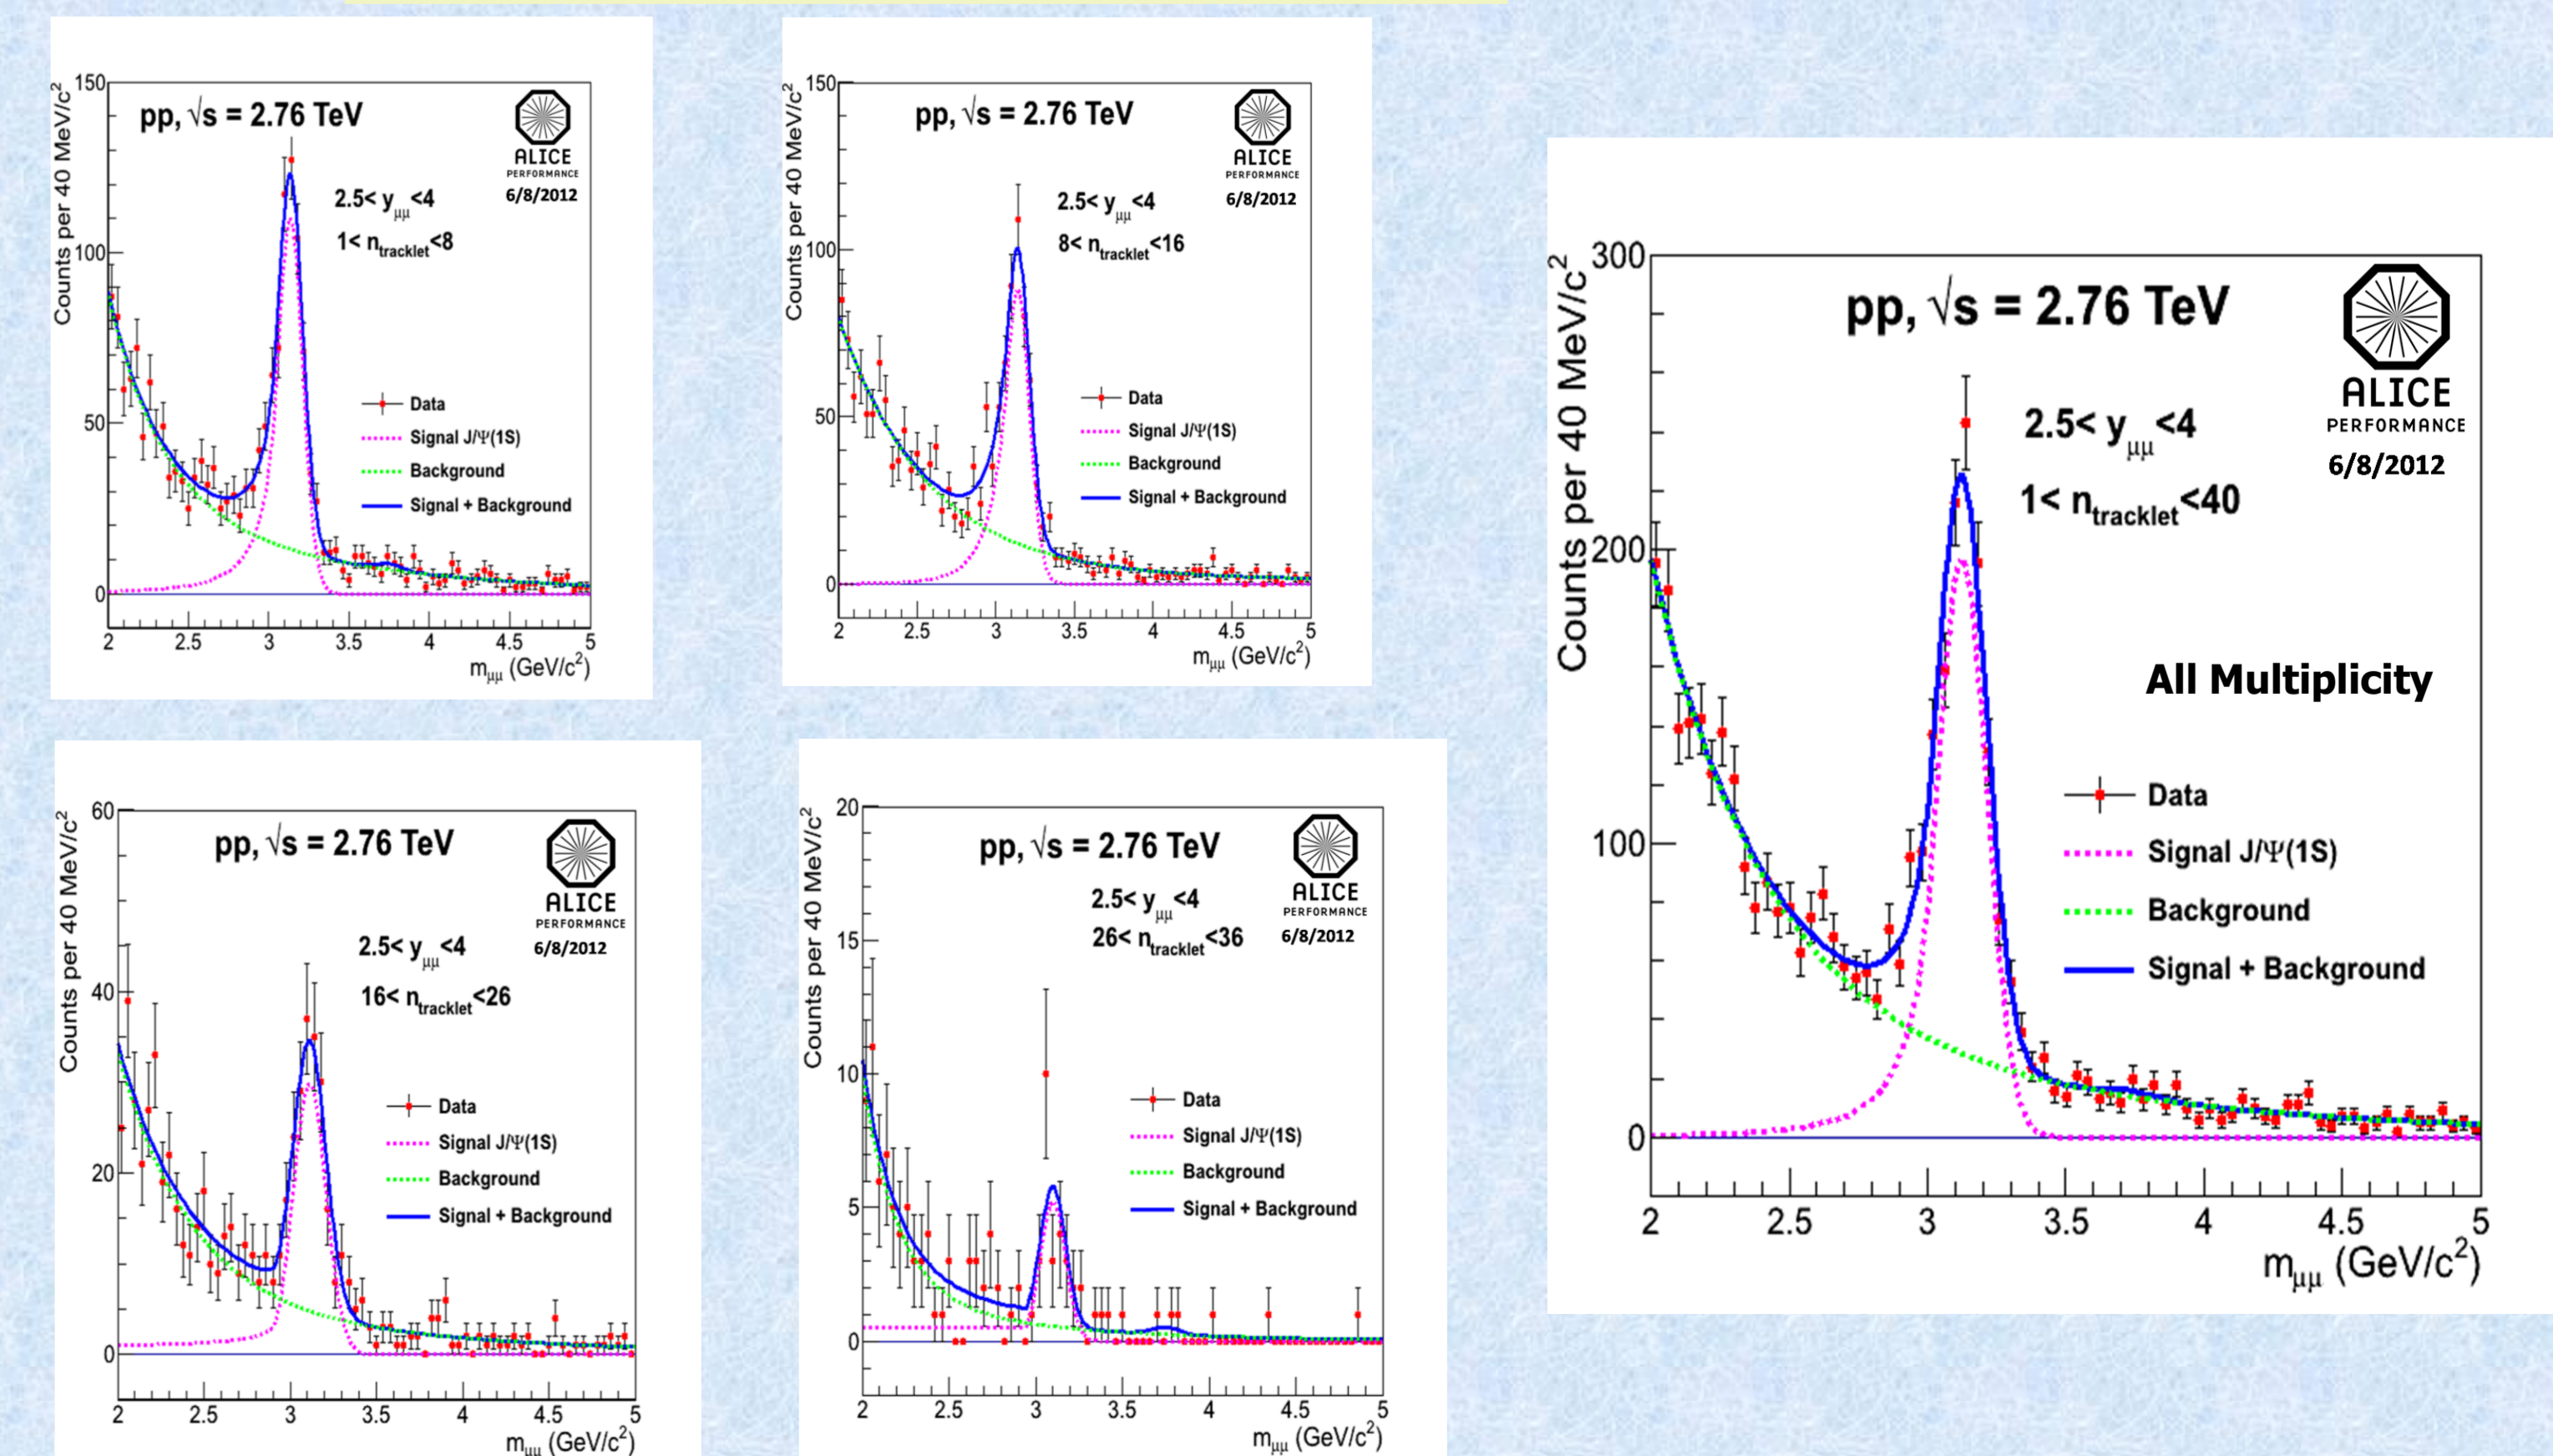 Counts per 40 MeV/c²
150
100
50
0
pp, √s = 2.76 TeV
ALICE
PERFORMANCE
6/8/2012
2.5< yμμ <4
1< ntracklet<8
Data
Signal J/Ψ(1S)
Background
Signal + Background
2 2.5 3 3.5 4 4.5 5
mμμ (GeV/c²)
Counts per 40 MeV/c²
150
100
50
0
pp, √s = 2.76 TeV
ALICE
PERFORMANCE
6/8/2012
2.5< yμμ <4
8< ntracklet<16
Data
Signal J/Ψ(1S)
Background
Signal + Background
2 2.5 3 3.5 4 4.5 5
mμμ (GeV/c²)
Counts per 40 MeV/c²
60
40
20
0
pp, √s = 2.76 TeV
ALICE
PERFORMANCE
6/8/2012
2.5< yμμ <4
16< ntracklet<26
Data
Signal J/Ψ(1S)
Background
Signal + Background
2 2.5 3 3.5 4 4.5 5
mμμ (GeV/c²)
Counts per 40 MeV/c²
20
15
10
5
0
pp, √s = 2.76 TeV
ALICE
PERFORMANCE
6/8/2012
2.5< yμμ <4
26< ntracklet<36
Data
Signal J/Ψ(1S)
Background
Signal + Background
2 2.5 3 3.5 4 4.5 5
mμμ (GeV/c²)
Counts per 40 MeV/c²
300
200
100
0
pp, √s = 2.76 TeV
ALICE
PERFORMANCE
6/8/2012
2.5< yμμ <4
1< ntracklet<40
All Multiplicity
Data
Signal J/Ψ(1S)
Background
Signal + Background
2 2.5 3 3.5 4 4.5 5
mμμ (GeV/c²)